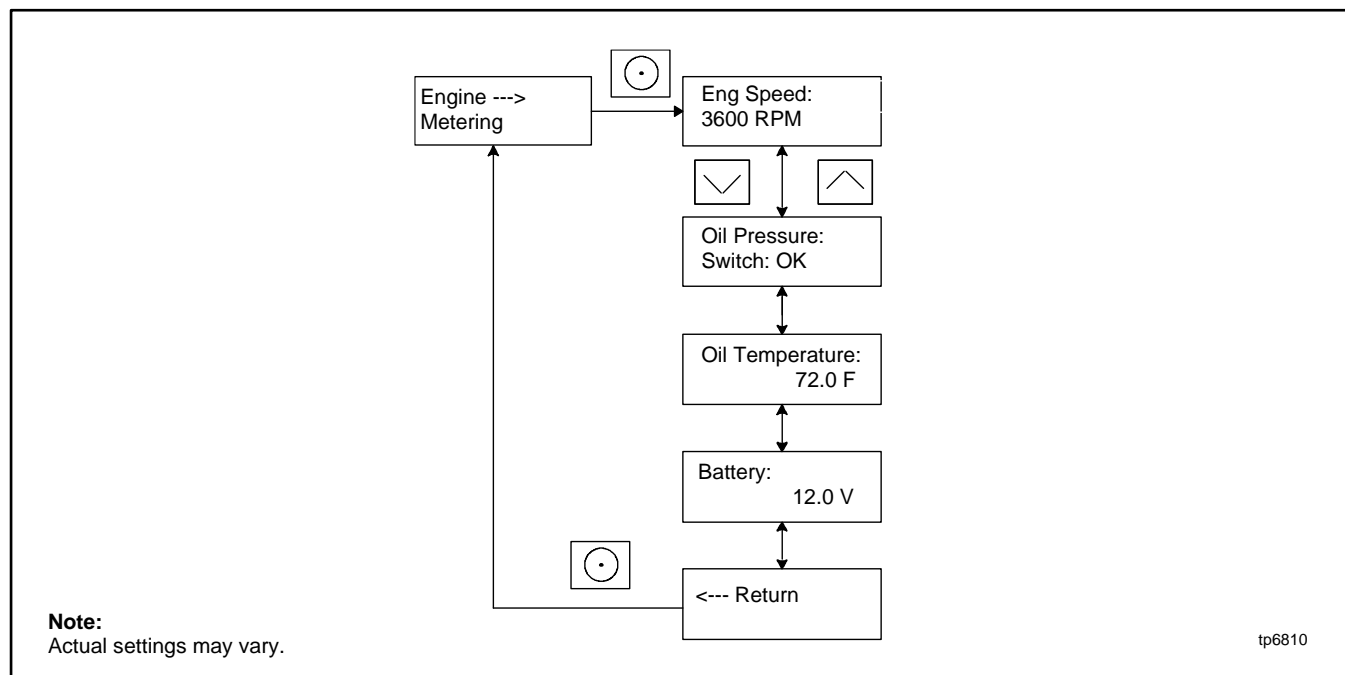 Engine --->
Metering
Eng Speed:
3600 RPM
Oil Pressure:
Switch: OK
Oil Temperature:
72.0 F
Battery:
12.0 V
<--- Return
Note:
Actual settings may vary.
tp6810